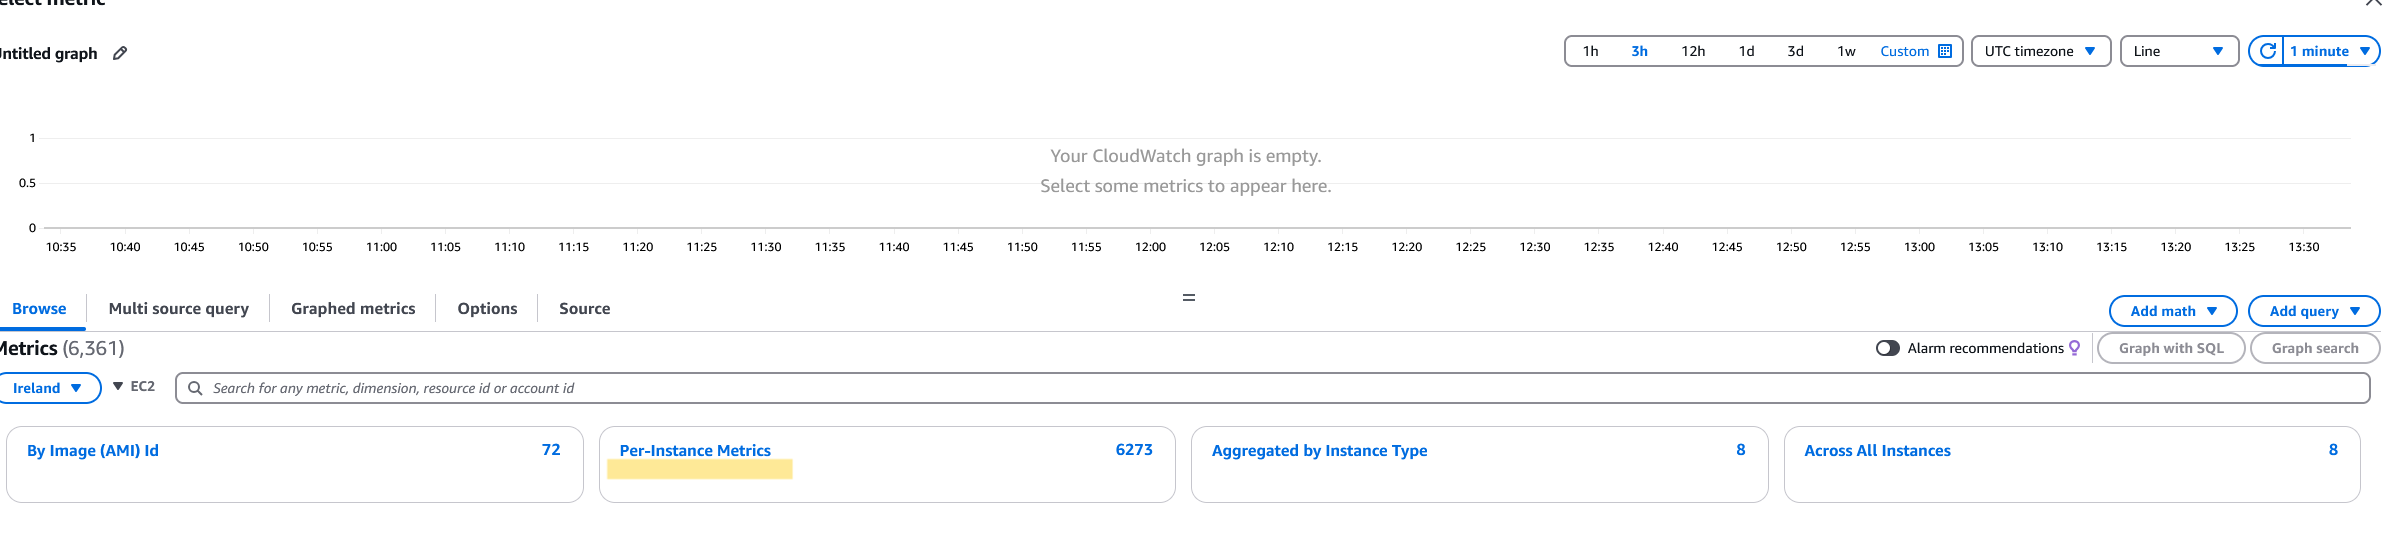 elect metric
Untitled graph
1h 3h 12h 1d 3d 1w Custom UTC timezone Line 1 minute
1
Your CloudWatch graph is empty.
0.5
Select some metrics to appear here.
0
10:35 10:40 10:45 10:50 10:55 11:00 11:05 11:10 11:15 11:20 11:25 11:30 11:35 11:40 11:45 11:50 11:55 12:00 12:05 12:10 12:15 12:20 12:25 12:30 12:35 12:40 12:45 12:50 12:55 13:00 13:05 13:10 13:15 13:20 13:25 13:30
Browse Multi source query Graphed metrics Options Source Add math Add query
Metrics (6,361) Alarm recommendations Graph with SQL Graph search
Ireland EC2 Search for any metric, dimension, resource id or account id
By Image (AMI) Id 72 Per-Instance Metrics 6273 Aggregated by Instance Type 8 Across All Instances 8